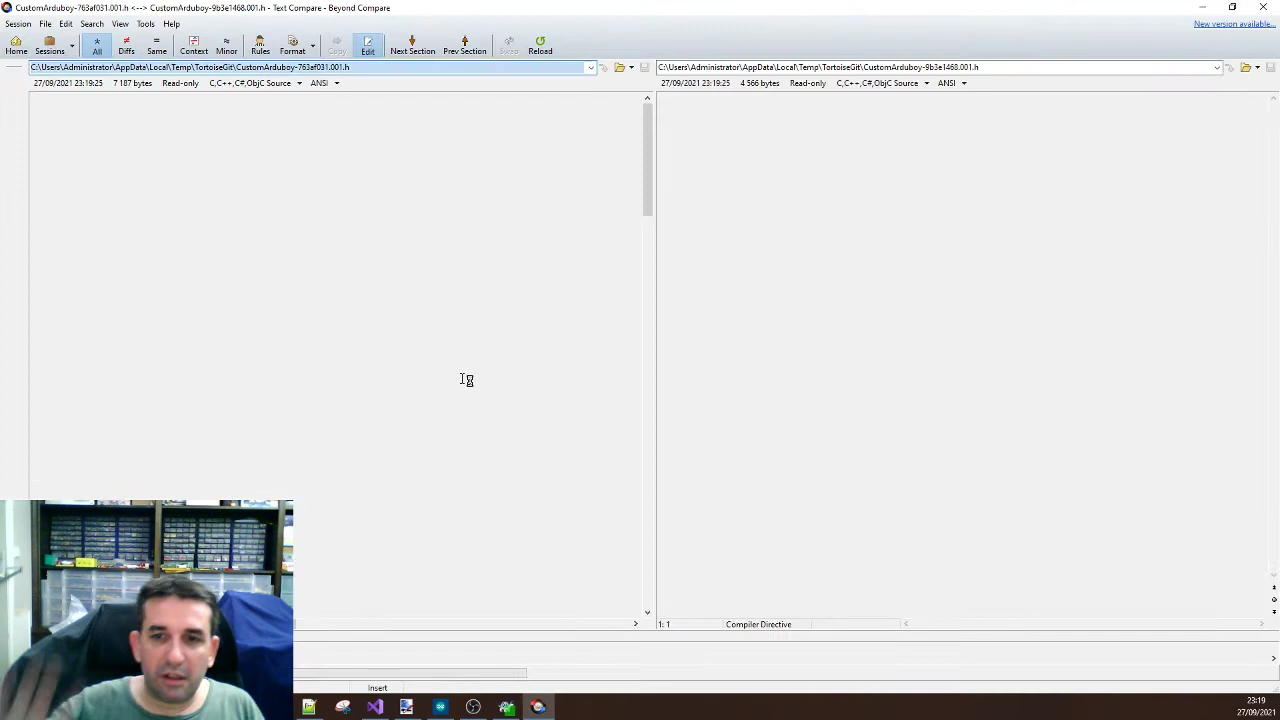 CustomArduboy-763af031.001.h <--> CustomArduboy-9b3e1468.001.h - Text Compare - Beyond Compare
Session File Edit Search View Tools Help
New version available...
Home Sessions All Diffs Same Context Minor Rules Format Copy Edit Next Section Prev Section Swap Reload
C:\Users\Administrator\AppData\Local\Temp\TortoiseGit\CustomArduboy-763af031.001.h
C:\Users\Administrator\AppData\Local\Temp\TortoiseGit\CustomArduboy-9b3e1468.001.h
27/09/2021 23:19:25 7 187 bytes Read-only C,C++,C#,ObjC Source ANSI
27/09/2021 23:19:25 4 566 bytes Read-only C,C++,C#,ObjC Source ANSI
1: 1 Compiler Directive
Insert
23:19
27/09/2021